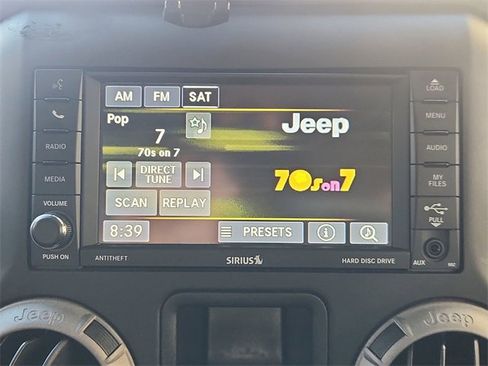 AM FM SAT
LOAD
Pop
Jeep
7
MENU
70s on 7
RADIO
AUDIO
DIRECT TUNE
70s on 7
MEDIA
MY FILES
SCAN REPLAY
VOLUME
PULL
8:39
PRESETS
PUSH ON
ANTITHEFT
SIRIUS
HARD DISC DRIVE
AUX
Jeep
Jeep